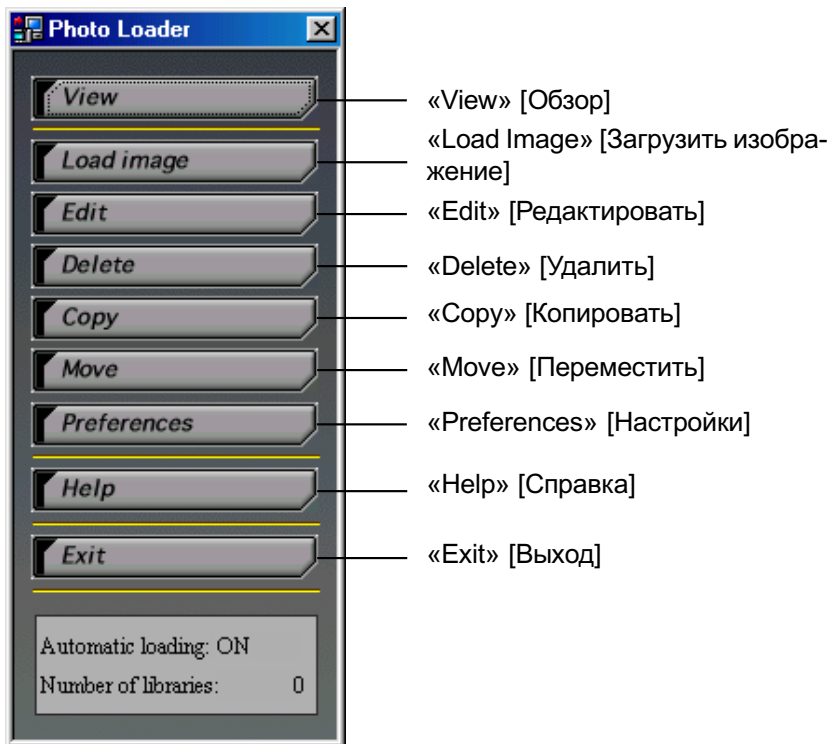 Photo Loader
View
«View» [Обзор]
Load image
«Load Image» [Загрузить изобра-
жение]
Edit
«Edit» [Редактировать]
Delete
«Delete» [Удалить]
Copy
«Copy» [Копировать]
Move
«Move» [Переместить]
Preferences
«Preferences» [Настройки]
Help
«Help» [Справка]
Exit
«Exit» [Выход]
Automatic loading: ON
Number of libraries: 0